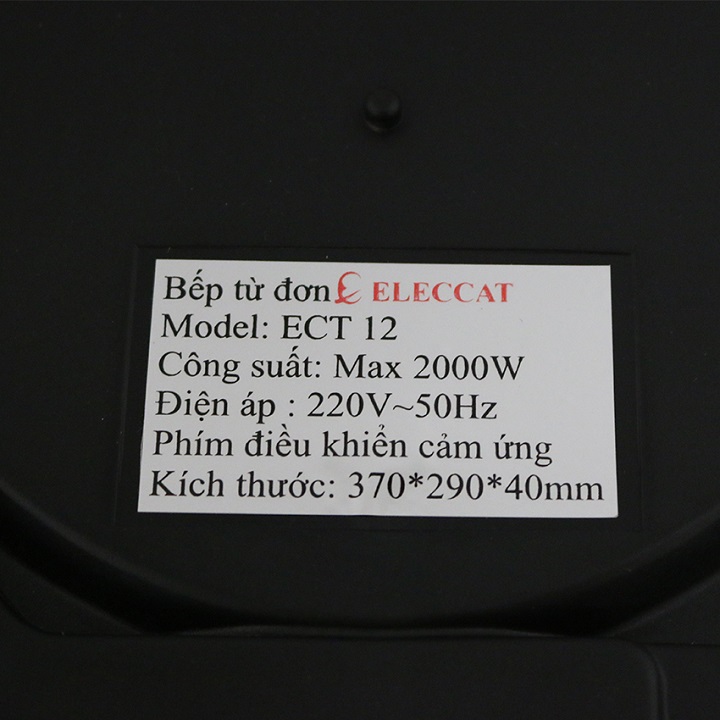 Bếp từ đơn ELECCAT
Model: ECT 12
Công suất: Max 2000W
Điện áp : 220V~50Hz
Phím điều khiển cảm ứng
Kích thước: 370*290*40mm